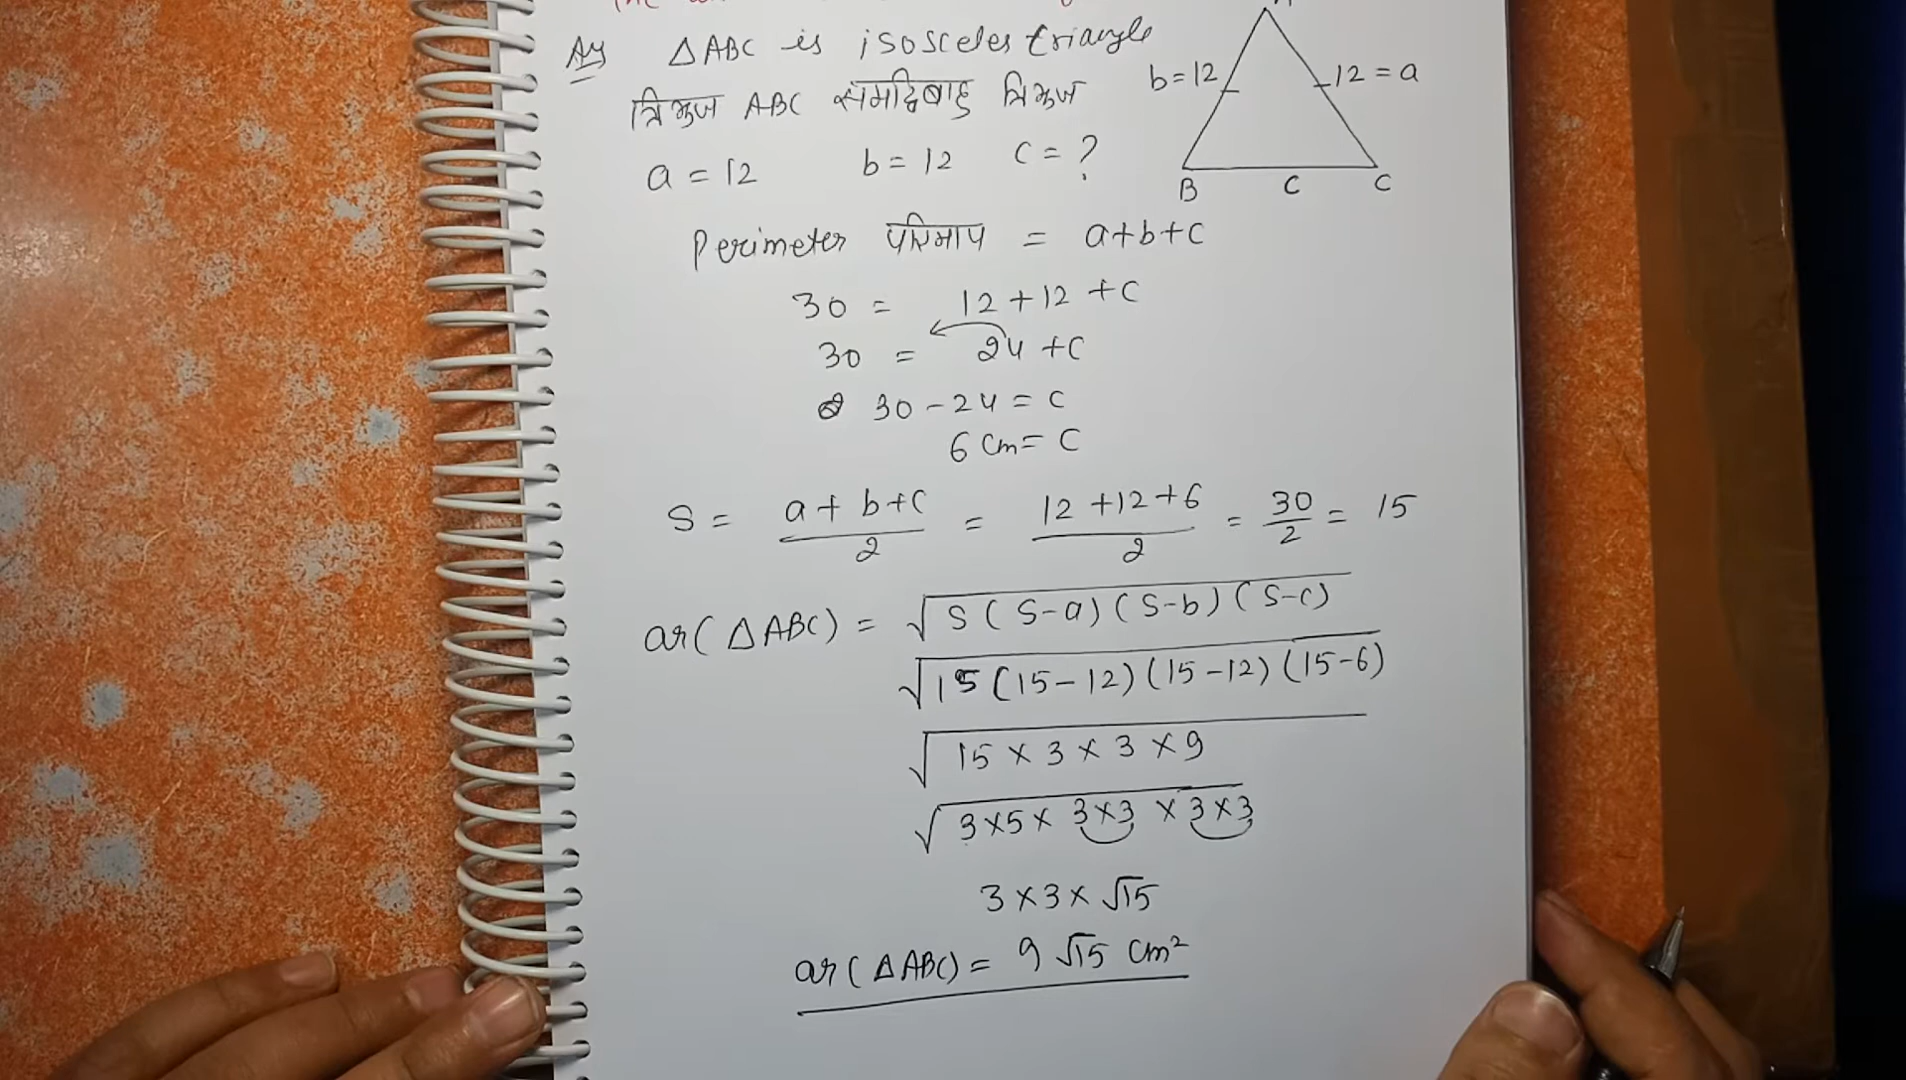 Ans ΔABC is isosceles triangle
त्रिभुज ABC समद्विबाहु त्रिभुज
b=12 12=a
B C C
a = 12 b = 12 C = ?
Perimeter परिमाप = a+b+c
30 = 12+12+c
30 = 24+c
30-24=c
6 cm= C
S = a+b+c/2 = 12+12+6/2 = 30/2 = 15
ar(ΔABC) = √S(S-a)(S-b)(S-c)
√15(15-12)(15-12)(15-6)
√15×3×3×9
√3×5×3×3×3×3
3×3×√15
ar(ΔABC) = 9√15 cm²